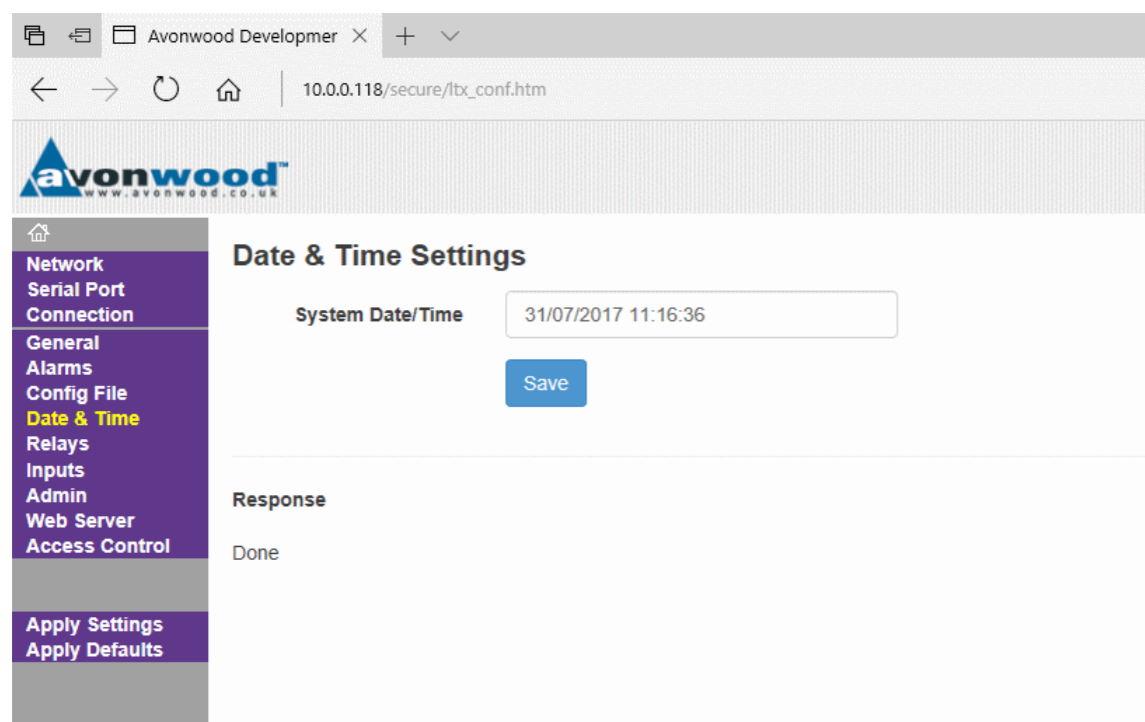 Avonwood Developmer
10.0.0.118/secure/ltx_conf.htm
avonwood™
www.avonwood.co.uk
Network
Serial Port
Connection
General
Alarms
Config File
Date & Time
Relays
Inputs
Admin
Web Server
Access Control
Apply Settings
Apply Defaults
Date & Time Settings
System Date/Time 31/07/2017 11:16:36
Save
Response
Done